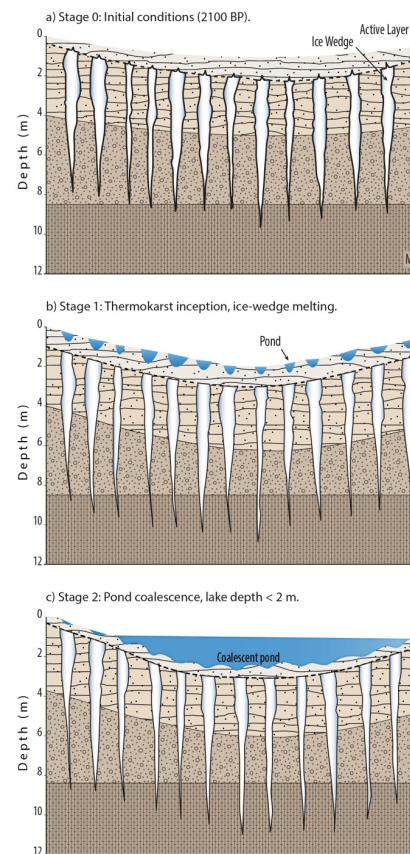 a) Stage 0: Initial conditions (2100 BP).
Active Layer
Ice Wedge
0
2
4
6
8
10
12
Depth (m)
b) Stage 1: Thermokarst inception, ice-wedge melting.
Pond
0
2
4
6
8
10
12
Depth (m)
c) Stage 2: Pond coalescence, lake depth < 2 m.
Coalescent pond
0
2
4
6
8
10
12
Depth (m)